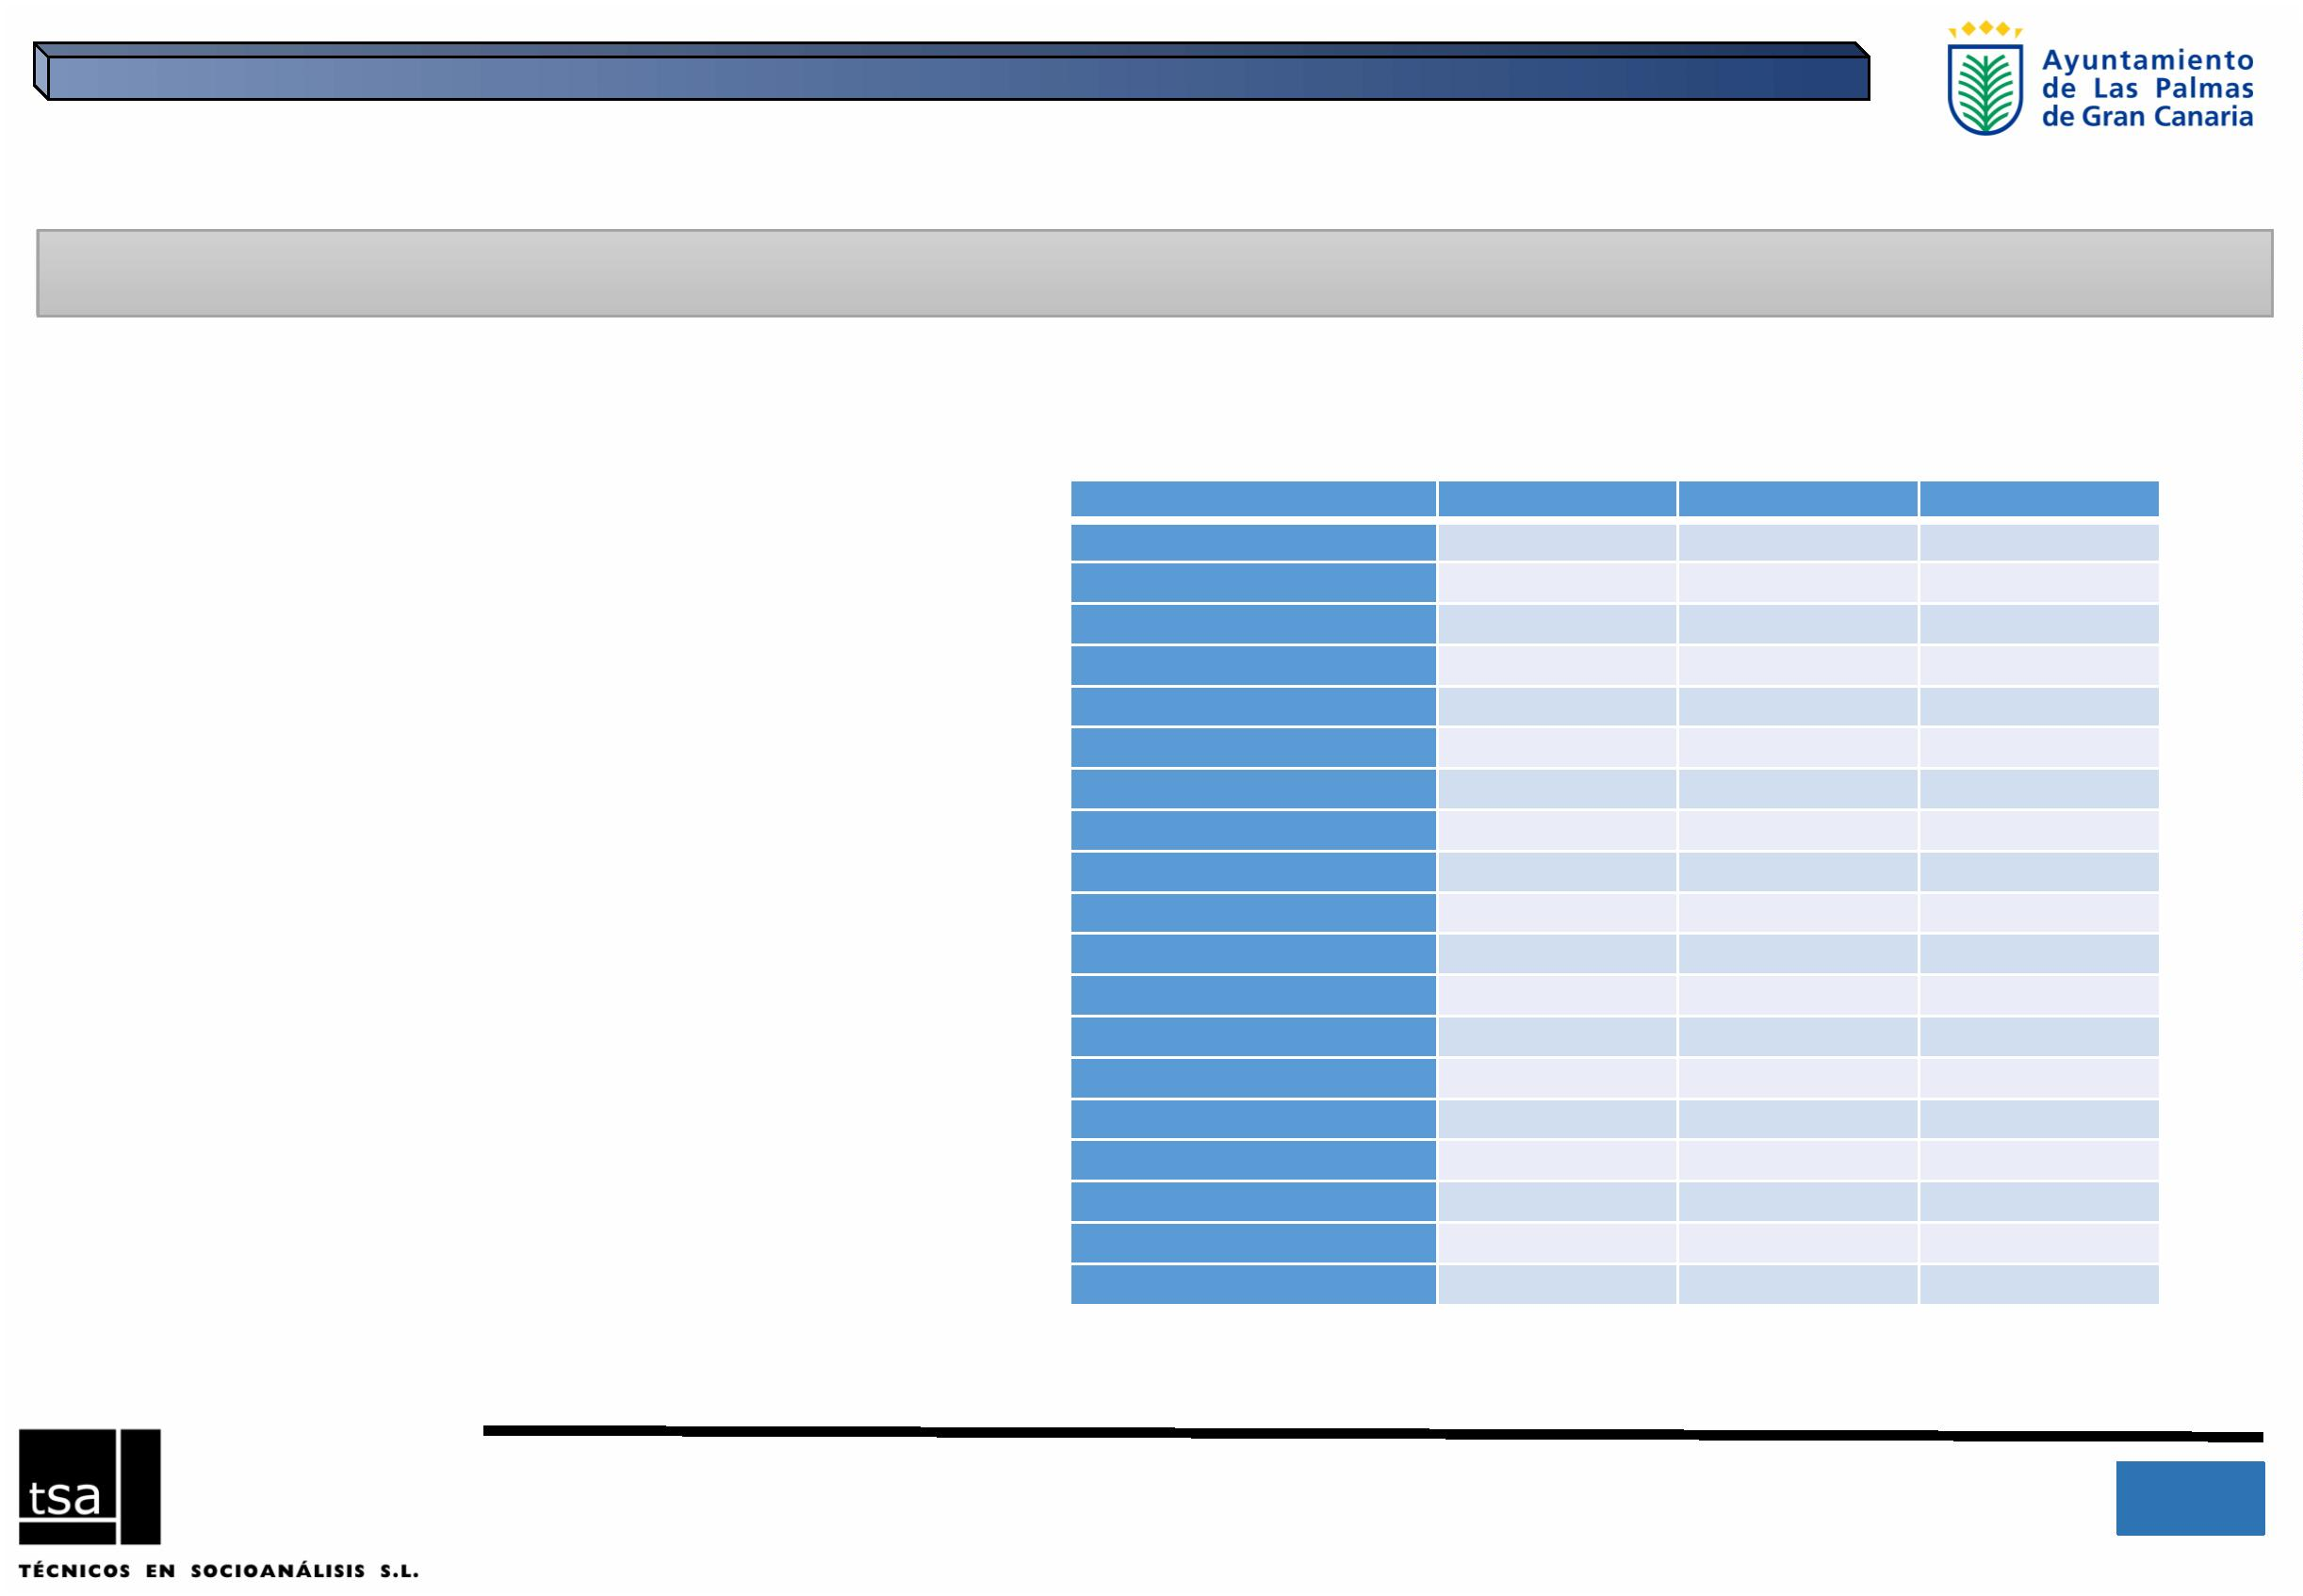 Ayuntamiento
de Las Palmas
de Gran Canaria
tsa
TÉCNICOS EN SOCIOANÁLISIS S.L.